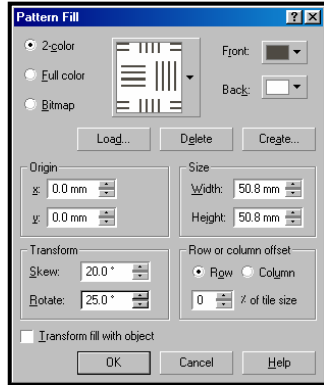 Pattern Fill
2-color
Full color
Bitmap
Front:
Back:
Load...
Delete
Create...
Origin
x: 0.0 mm
y: 0.0 mm
Size
Width: 50.8 mm
Height: 50.8 mm
Transform
Skew: 20.0 °
Rotate: 25.0 °
Row or column offset
Row Column
0 % of tile size
Transform fill with object
OK Cancel Help